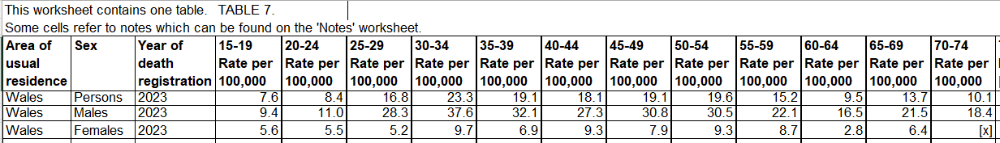 This worksheet contains one table.   TABLE 7.
Some cells refer to notes which can be found on the 'Notes' worksheet.
Area of usual residence | Sex | Year of death registration | 15-19 Rate per 100,000 | 20-24 Rate per 100,000 | 25-29 Rate per 100,000 | 30-34 Rate per 100,000 | 35-39 Rate per 100,000 | 40-44 Rate per 100,000 | 45-49 Rate per 100,000 | 50-54 Rate per 100,000 | 55-59 Rate per 100,000 | 60-64 Rate per 100,000 | 65-69 Rate per 100,000 | 70-74 Rate per 100,000
Wales | Persons | 2023 | 7.6 | 8.4 | 16.8 | 23.3 | 19.1 | 18.1 | 19.1 | 19.6 | 15.2 | 9.5 | 13.7 | 10.1
Wales | Males | 2023 | 9.4 | 11.0 | 28.3 | 37.6 | 32.1 | 27.3 | 30.8 | 30.5 | 22.1 | 16.5 | 21.5 | 18.4
Wales | Females | 2023 | 5.6 | 5.5 | 5.2 | 9.7 | 6.9 | 9.3 | 7.9 | 9.3 | 8.7 | 2.8 | 6.4 | [x]